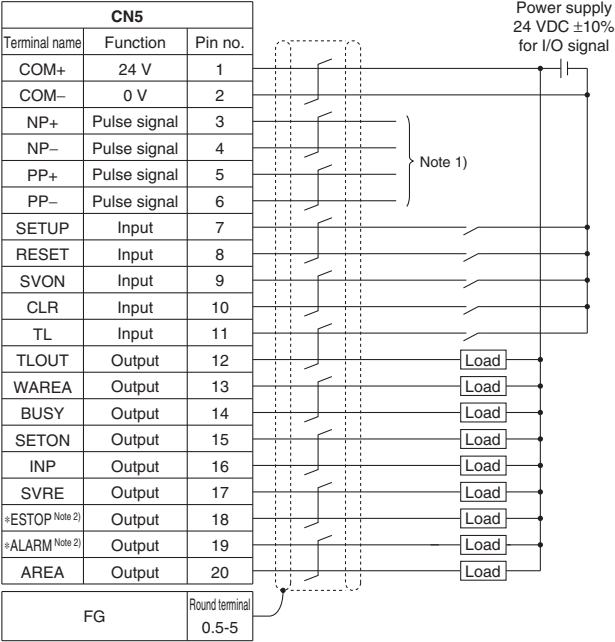 CN5
Terminal name Function Pin no.
COM+ 24 V 1
COM− 0 V 2
NP+ Pulse signal 3
NP− Pulse signal 4
PP+ Pulse signal 5
PP− Pulse signal 6
SETUP Input 7
RESET Input 8
SVON Input 9
CLR Input 10
TL Input 11
TLOUT Output 12
WAREA Output 13
BUSY Output 14
SETON Output 15
INP Output 16
SVRE Output 17
∗ESTOP Note 2) Output 18
∗ALARM Note 2) Output 19
AREA Output 20
FG Round terminal
0.5-5
Power supply
24 VDC ±10%
for I/O signal
Note 1)
Load
Load
Load
Load
Load
Load
Load
Load
Load